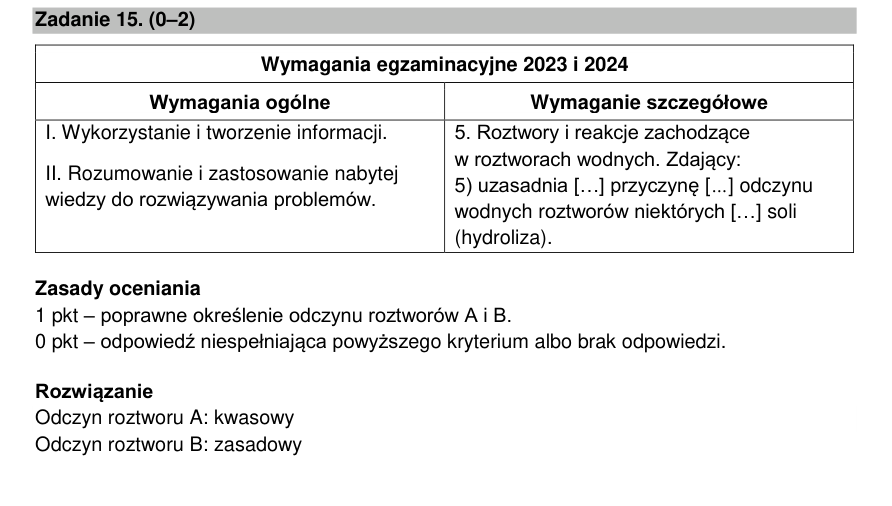 Zadanie 15. (0–2)
Wymagania egzaminacyjne 2023 i 2024
Wymagania ogólne
Wymaganie szczegółowe
I. Wykorzystanie i tworzenie informacji.
II. Rozumowanie i zastosowanie nabytej
wiedzy do rozwiązywania problemów.
5. Roztwory i reakcje zachodzące
w roztworach wodnych. Zdający:
5) uzasadnia […] przyczynę [...] odczynu
wodnych roztworów niektórych […] soli
(hydroliza).
Zasady oceniania
1 pkt – poprawne określenie odczynu roztworów A i B.
0 pkt – odpowiedź niespełniająca powyższego kryterium albo brak odpowiedzi.
Rozwiązanie
Odczyn roztworu A: kwasowy
Odczyn roztworu B: zasadowy